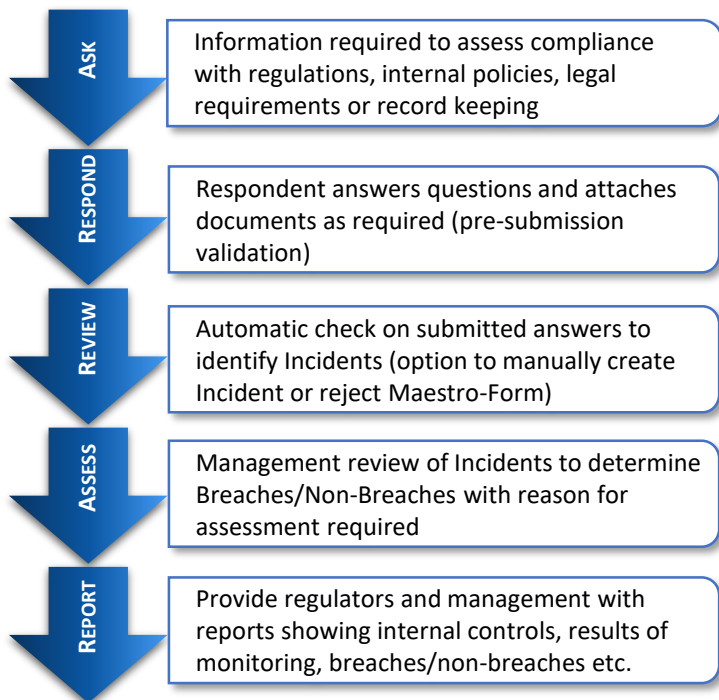 ASK
Information required to assess compliance
with regulations, internal policies, legal
requirements or record keeping
RESPOND
Respondent answers questions and attaches
documents as required (pre-submission
validation)
REVIEW
Automatic check on submitted answers to
identify Incidents (option to manually create
Incident or reject Maestro-Form)
ASSESS
Management review of Incidents to determine
Breaches/Non-Breaches with reason for
assessment required
REPORT
Provide regulators and management with
reports showing internal controls, results of
monitoring, breaches/non-breaches etc.